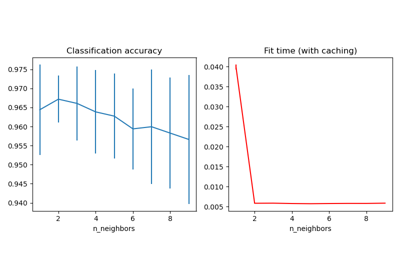 Classification accuracy
0.975
0.970
0.965
0.960
0.955
0.950
0.945
0.940
2 4 6 8
n_neighbors
Fit time (with caching)
0.040
0.035
0.030
0.025
0.020
0.015
0.010
0.005
2 4 6 8
n_neighbors